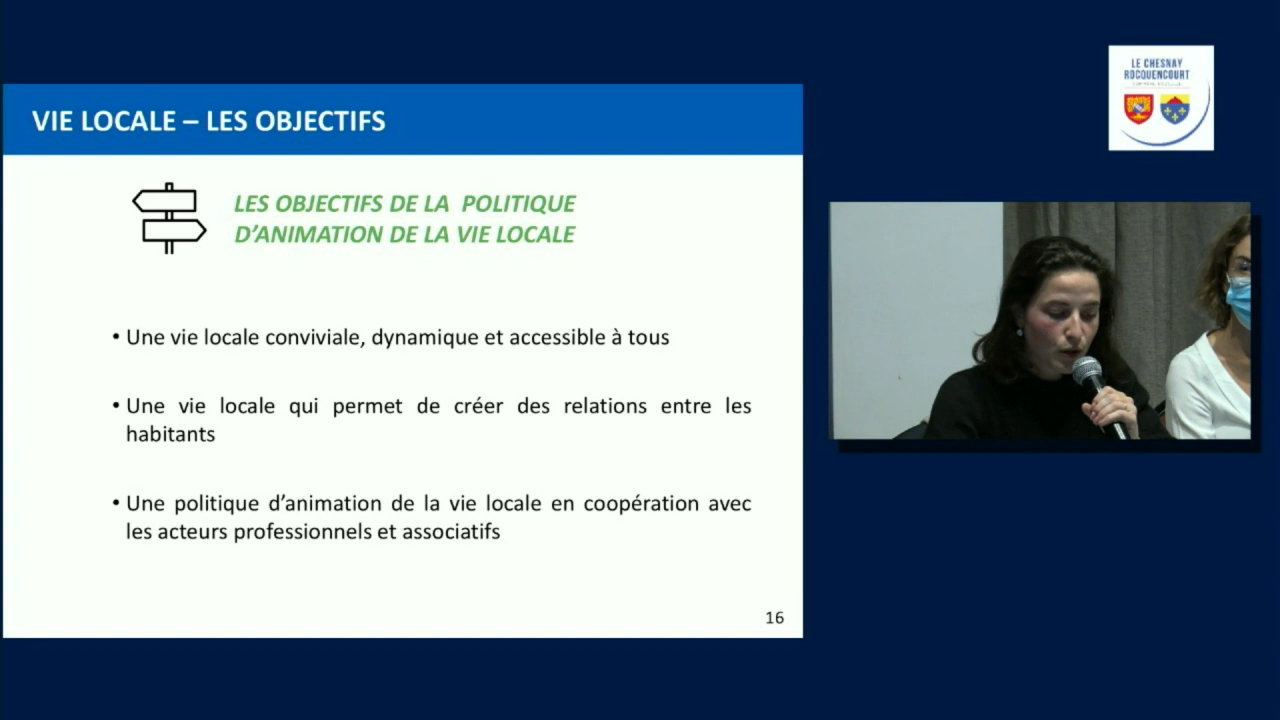 LE CHESNAY
ROCQUENCOURT
VIE LOCALE – LES OBJECTIFS
LES OBJECTIFS DE LA POLITIQUE
D’ANIMATION DE LA VIE LOCALE
• Une vie locale conviviale, dynamique et accessible à tous
• Une vie locale qui permet de créer des relations entre les
habitants
• Une politique d’animation de la vie locale en coopération avec
les acteurs professionnels et associatifs
16